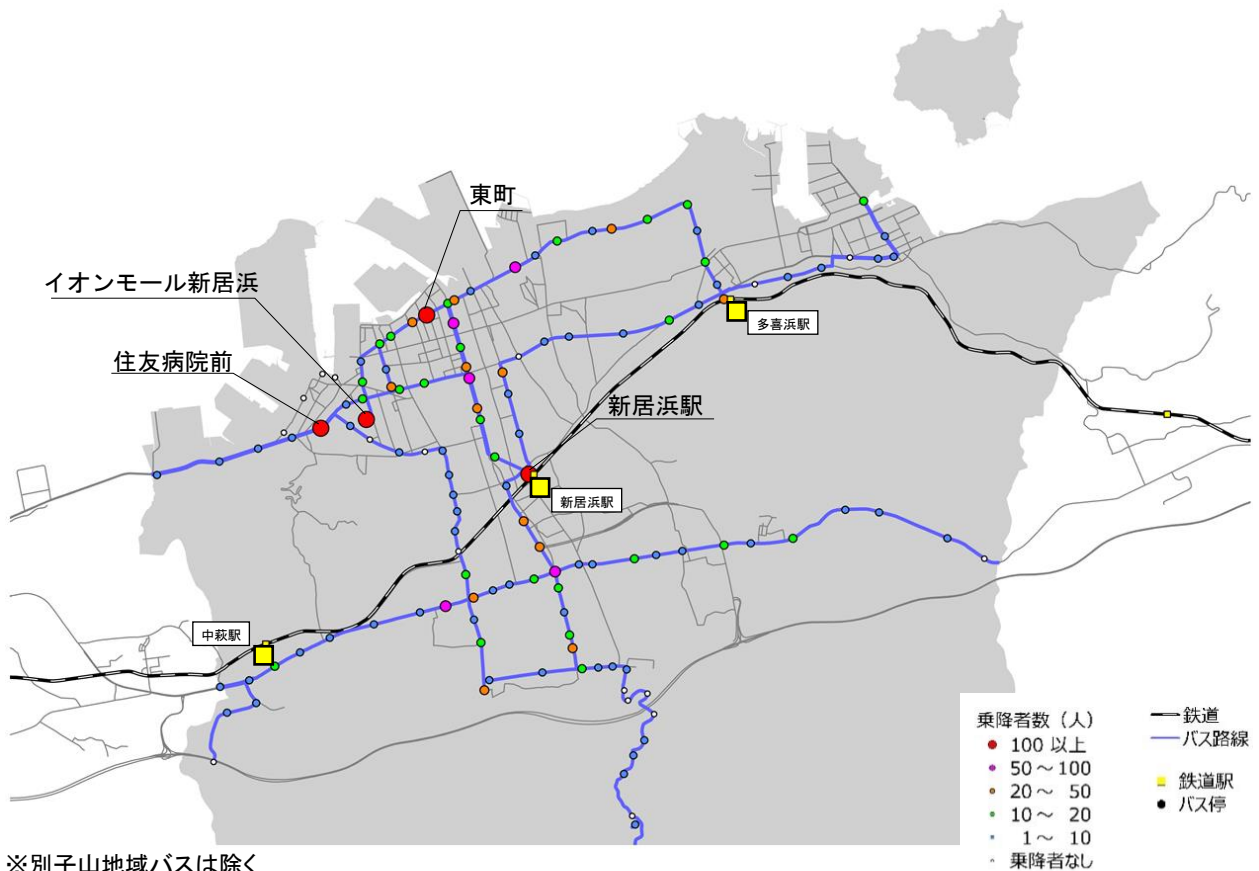 東町
イオンモール新居浜
住友病院前
多喜浜駅
新居浜駅
新居浜駅
中萩駅
乗降者数（人）
100 以上
50～100
20～ 50
10～ 20
1～ 10
乗降者なし
鉄道
バス路線
鉄道駅
バス停
※別子山地域バスは除く